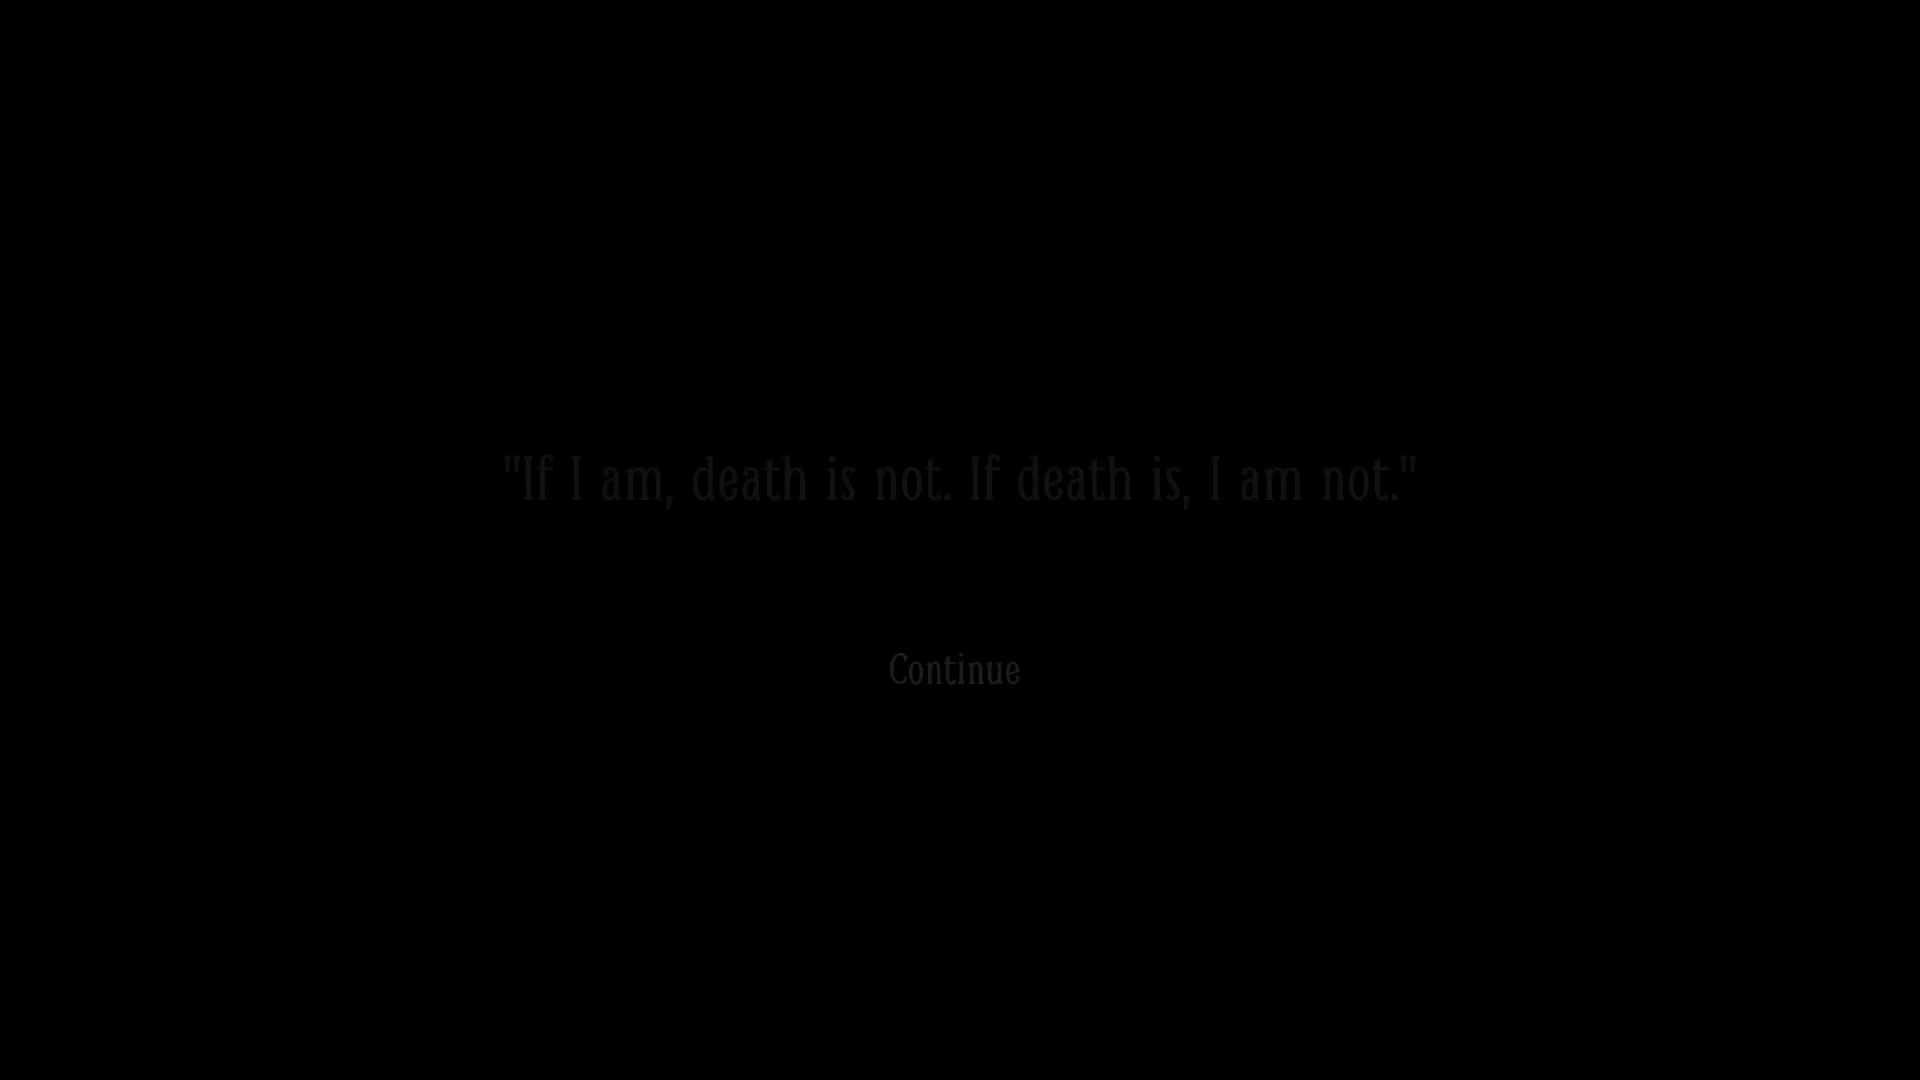 "If I am, death is not. If death is, I am not."
Continue